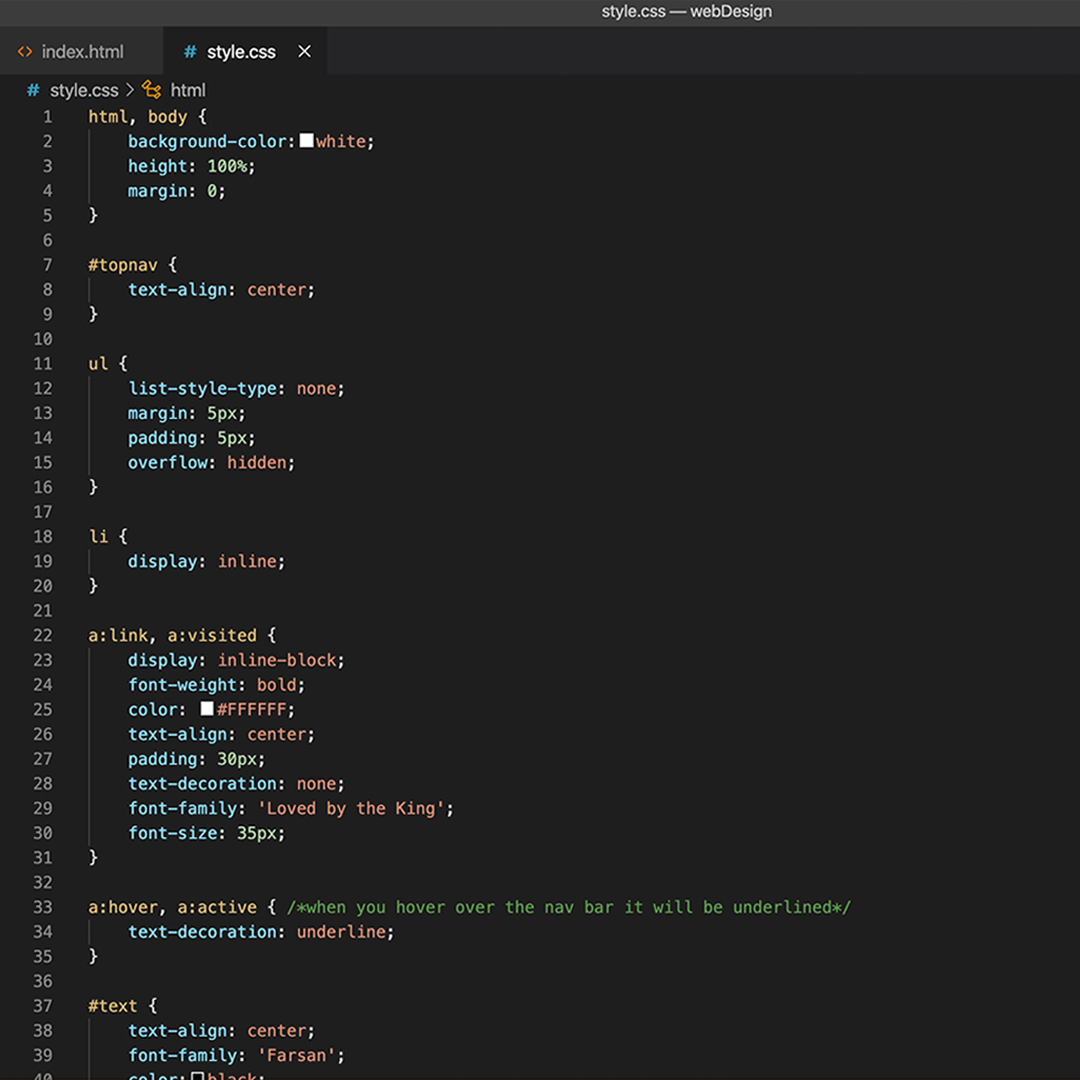 style.css — webDesign
index.html
style.css
style.css > html
1 html, body {
2 background-color: white;
3 height: 100%;
4 margin: 0;
5 }
6
7 #topnav {
8 text-align: center;
9 }
10
11 ul {
12 list-style-type: none;
13 margin: 5px;
14 padding: 5px;
15 overflow: hidden;
16 }
17
18 li {
19 display: inline;
20 }
21
22 a:link, a:visited {
23 display: inline-block;
24 font-weight: bold;
25 color: #FFFFFF;
26 text-align: center;
27 padding: 30px;
28 text-decoration: none;
29 font-family: 'Loved by the King';
30 font-size: 35px;
31 }
32
33 a:hover, a:active { /*when you hover over the nav bar it will be underlined*/
34 text-decoration: underline;
35 }
36
37 #text {
38 text-align: center;
39 font-family: 'Farsan';
40 color: black;